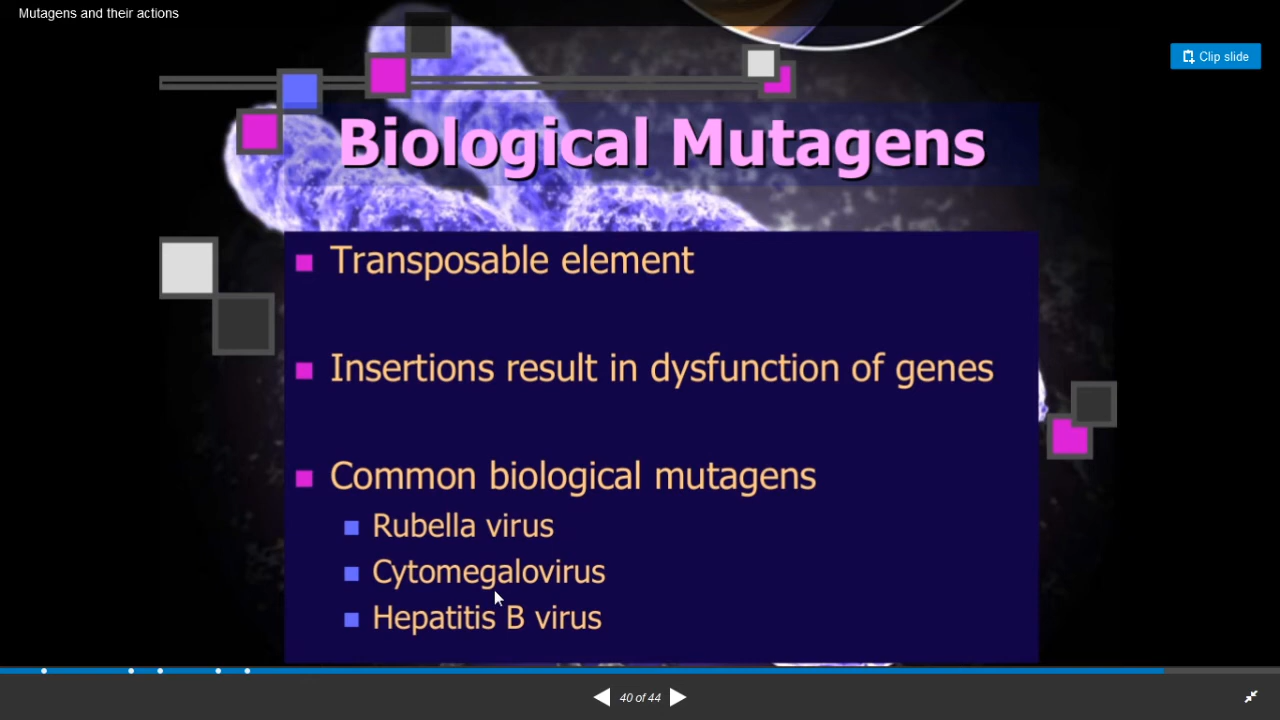 Mutagens and their actions
Clip slide
Biological Mutagens
Transposable element
Insertions result in dysfunction of genes
Common biological mutagens
Rubella virus
Cytomegalovirus
Hepatitis B virus
40 of 44